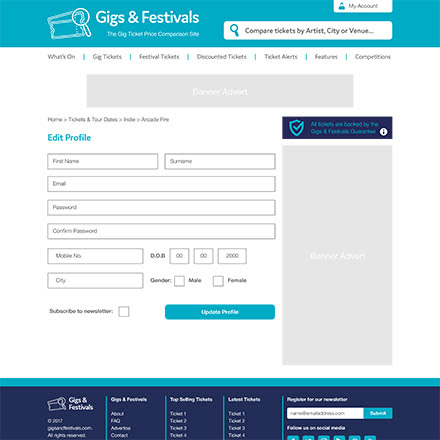 My Account
Gigs & Festivals
The Gig Ticket Price Comparison Site
Compare tickets by Artist, City or Venue...
What's On | Gig Tickets | Festival Tickets | Discounted Tickets | Ticket Alerts | Features | Competitions
Banner Advert
Home > Tickets & Tour Dates > Indie > Arcade Fire
All tickets are backed by the
Gigs & Festivals Guarantee
Edit Profile
First Name
Surname
Email
Password
Confirm Password
Mobile No.
D.O.B
00
00
2000
City
Gender:
Male
Female
Subscribe to newsletter:
Update Profile
Banner Advert
Gigs &
Festivals
© 2017
gigsandfestivals.com.
All rights reserved.
Gigs & Festivals
About
FAQ
Advertise
Contact
Top Selling Tickets
Ticket 1
Ticket 2
Ticket 3
Ticket 4
Latest Tickets
Ticket 1
Ticket 2
Ticket 3
Ticket 4
Register for our newsletter
name@emailaddress.com
Submit
Follow us on social media